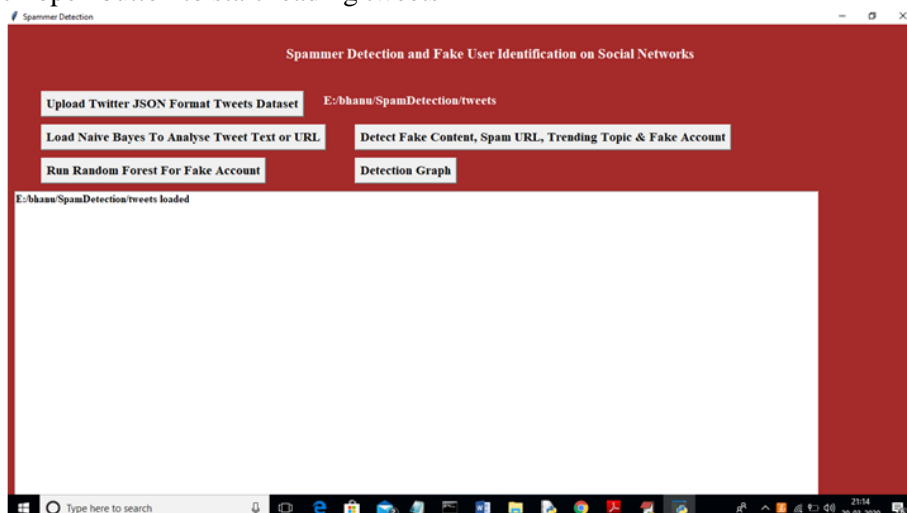 Spammer Detection
Spammer Detection and Fake User Identification on Social Networks
Upload Twitter JSON Format Tweets Dataset
E:/bhanu/SpamDetection/tweets
Load Naive Bayes To Analyse Tweet Text or URL
Detect Fake Content, Spam URL, Trending Topic & Fake Account
Run Random Forest For Fake Account
Detection Graph
E:/bhanu/SpamDetection/tweets loaded
Type here to search
21:14